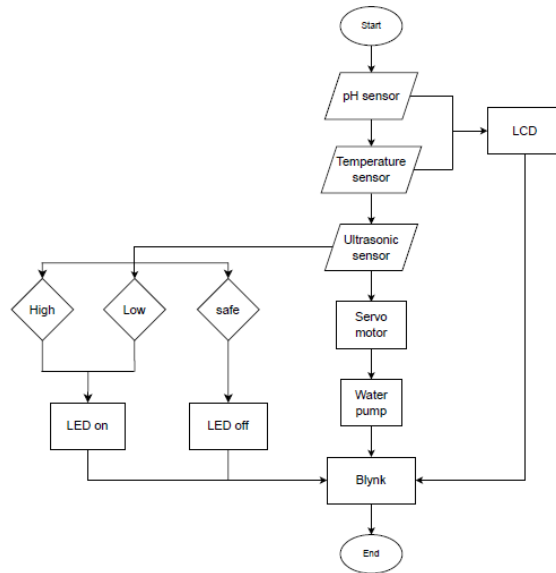 Start
pH sensor
LCD
Temperature
sensor
Ultrasonic
sensor
High
Low
safe
Servo
motor
Water
pump
LED on
LED off
Blynk
End